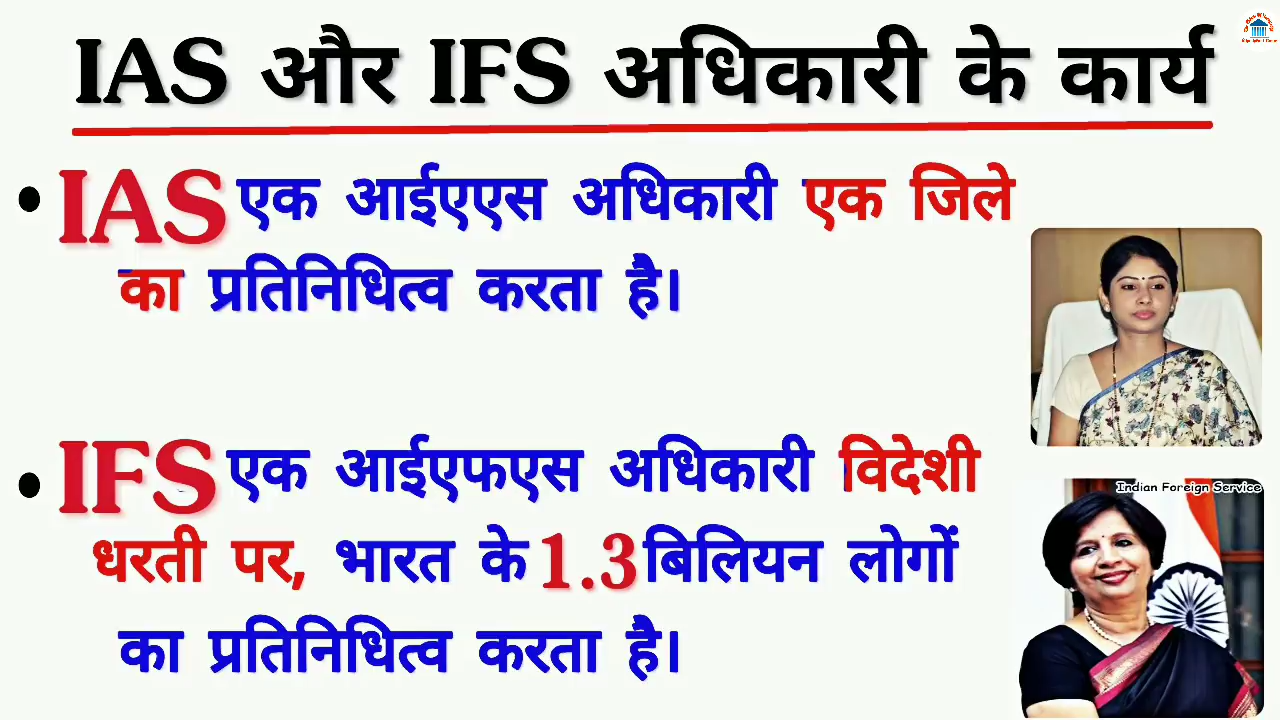 IAS और IFS अधिकारी के कार्य
• IAS एक आईएएस अधिकारी एक जिले
का प्रतिनिधित्व करता है।
• IFS एक आईएफएस अधिकारी विदेशी
धरती पर, भारत के 1.3 बिलियन लोगों
का प्रतिनिधित्व करता है।
Indian Foreign Service